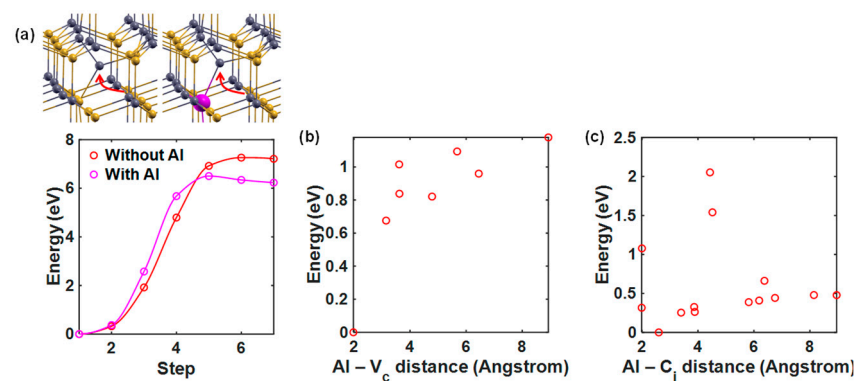 (a)
8
6
4
2
0
Energy (eV)
Without Al
With Al
2
4
6
Step
(b)
1
0.8
0.6
0.4
0.2
0
Energy (eV)
2
4
6
8
Al – Vc distance (Angstrom)
(c)
2.5
2
1.5
1
0.5
0
Energy (eV)
2
4
6
8
Al – Ci distance (Angstrom)